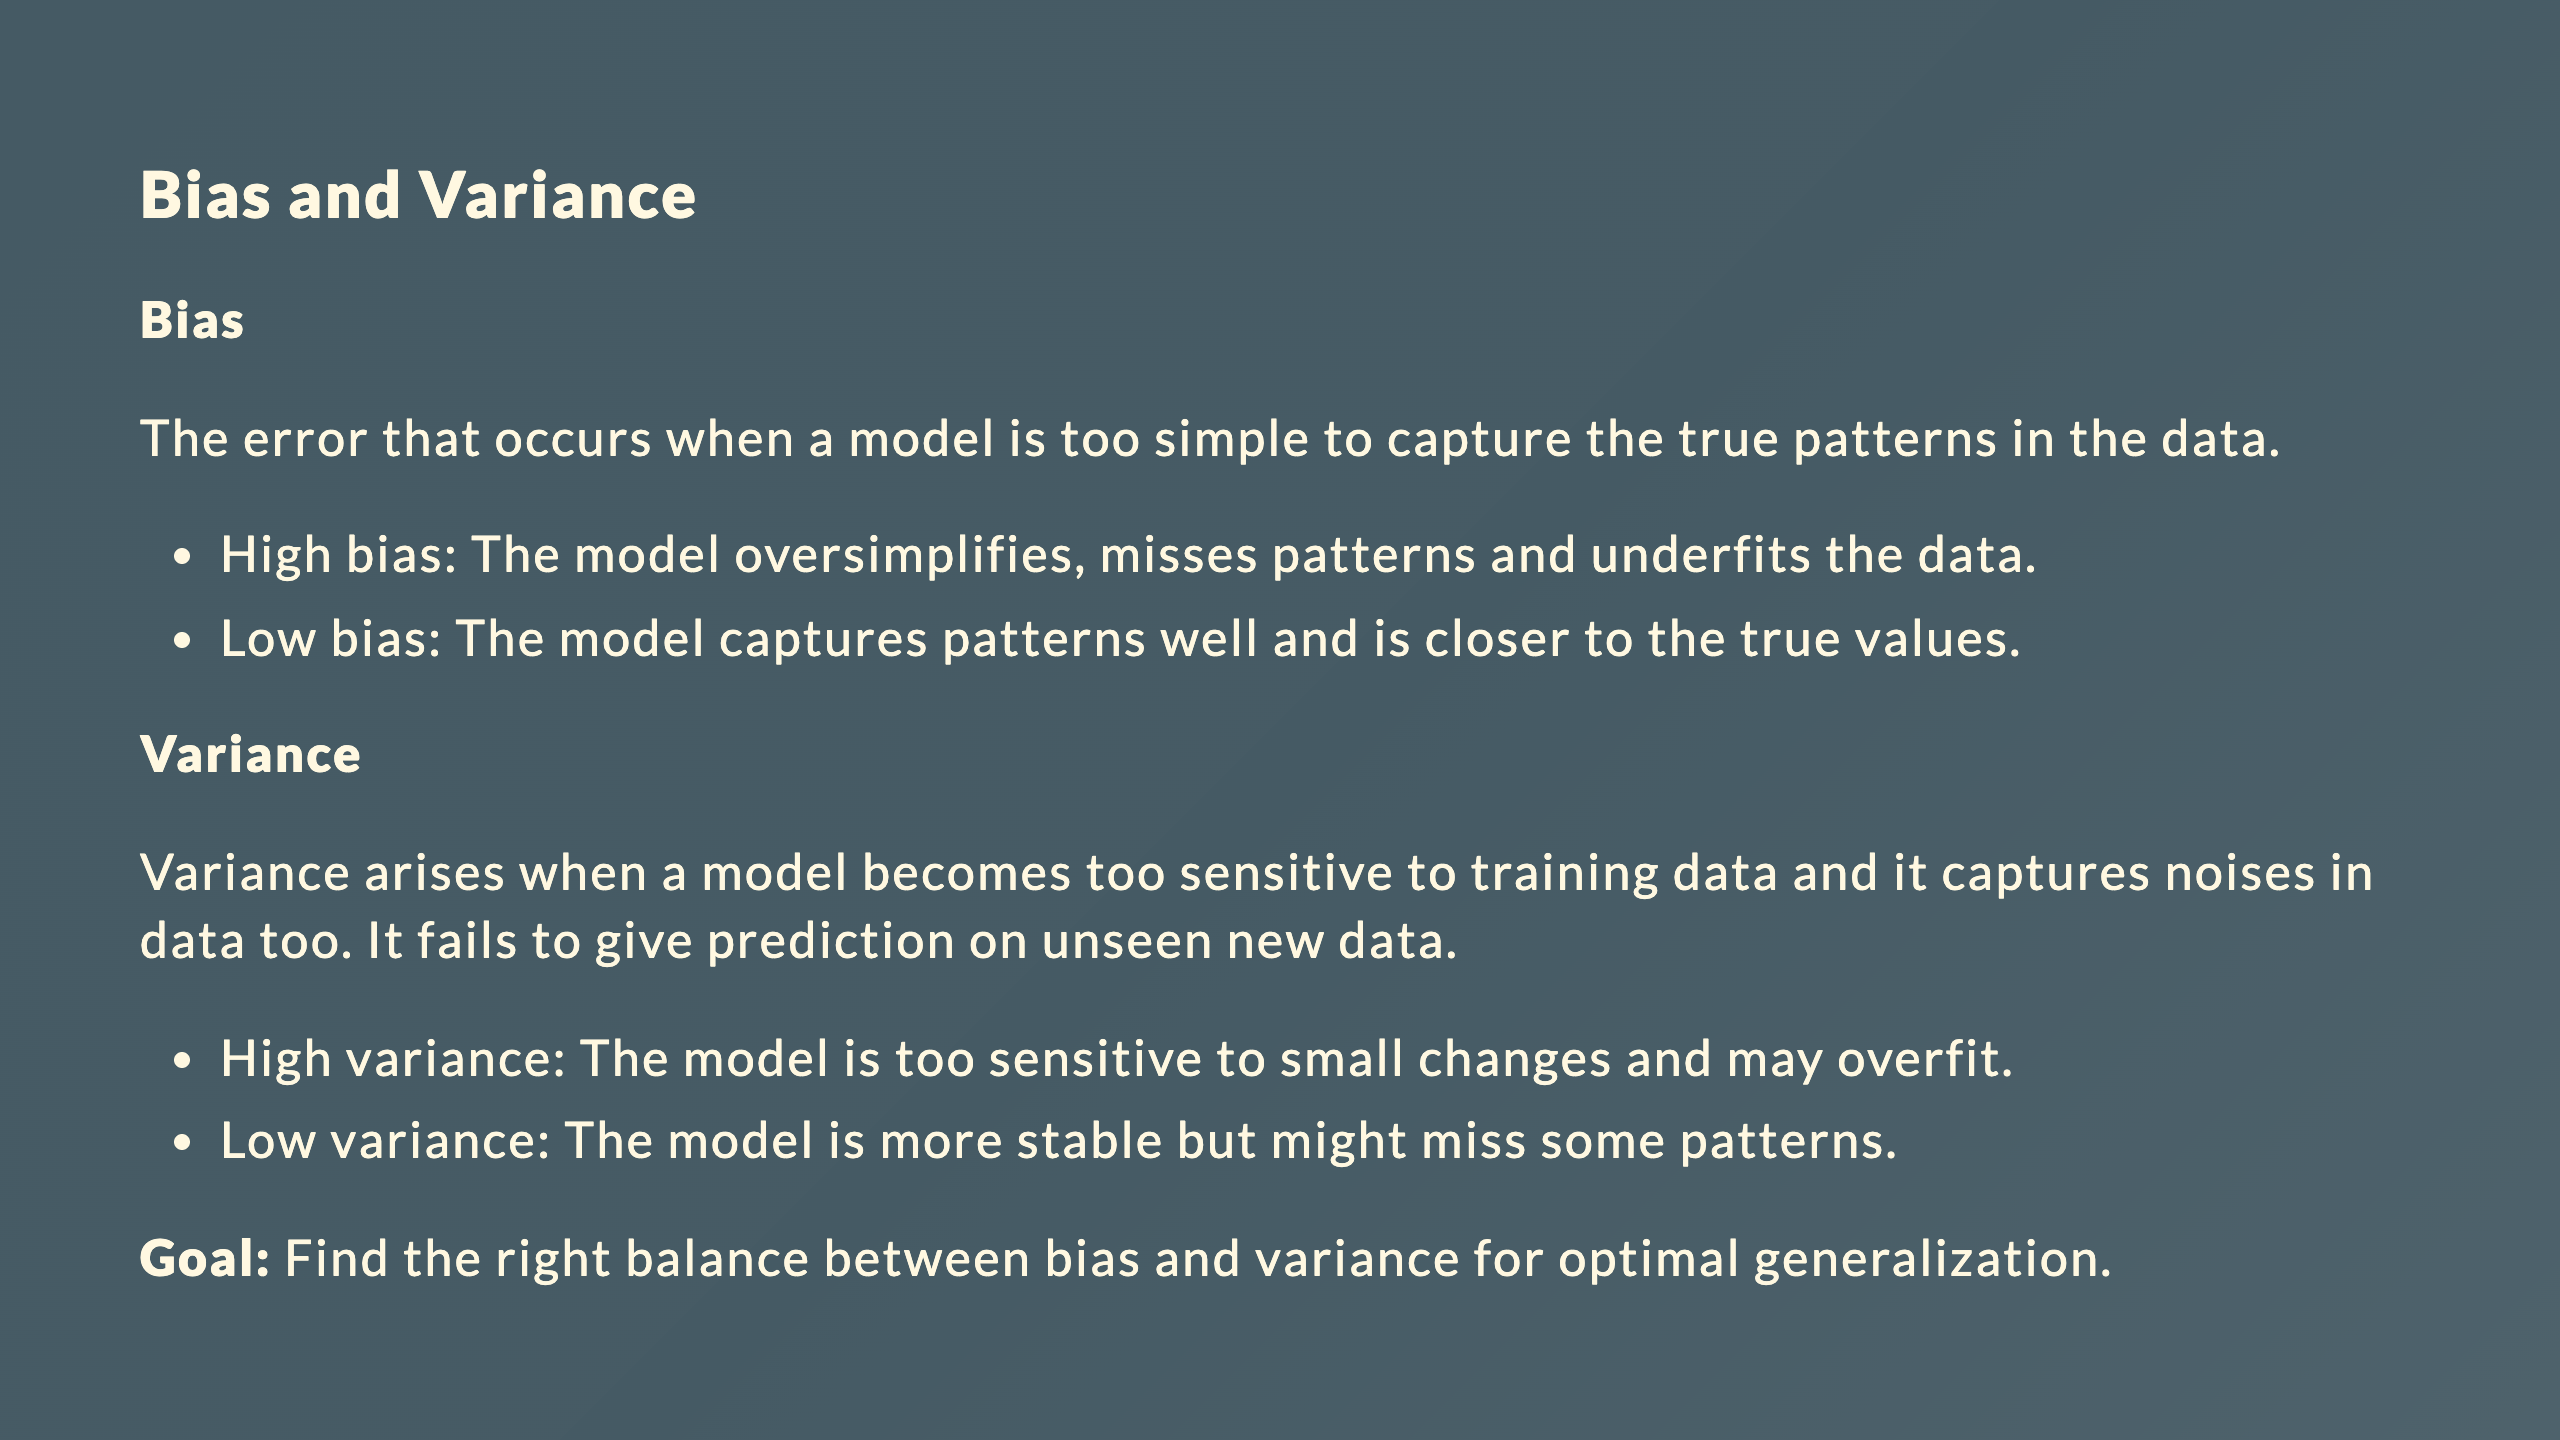 Bias and Variance
Bias
The error that occurs when a model is too simple to capture the true patterns in the data.
• High bias: The model oversimplifies, misses patterns and underfits the data.
• Low bias: The model captures patterns well and is closer to the true values.
Variance
Variance arises when a model becomes too sensitive to training data and it captures noises in
data too. It fails to give prediction on unseen new data.
• High variance: The model is too sensitive to small changes and may overfit.
• Low variance: The model is more stable but might miss some patterns.
Goal: Find the right balance between bias and variance for optimal generalization.